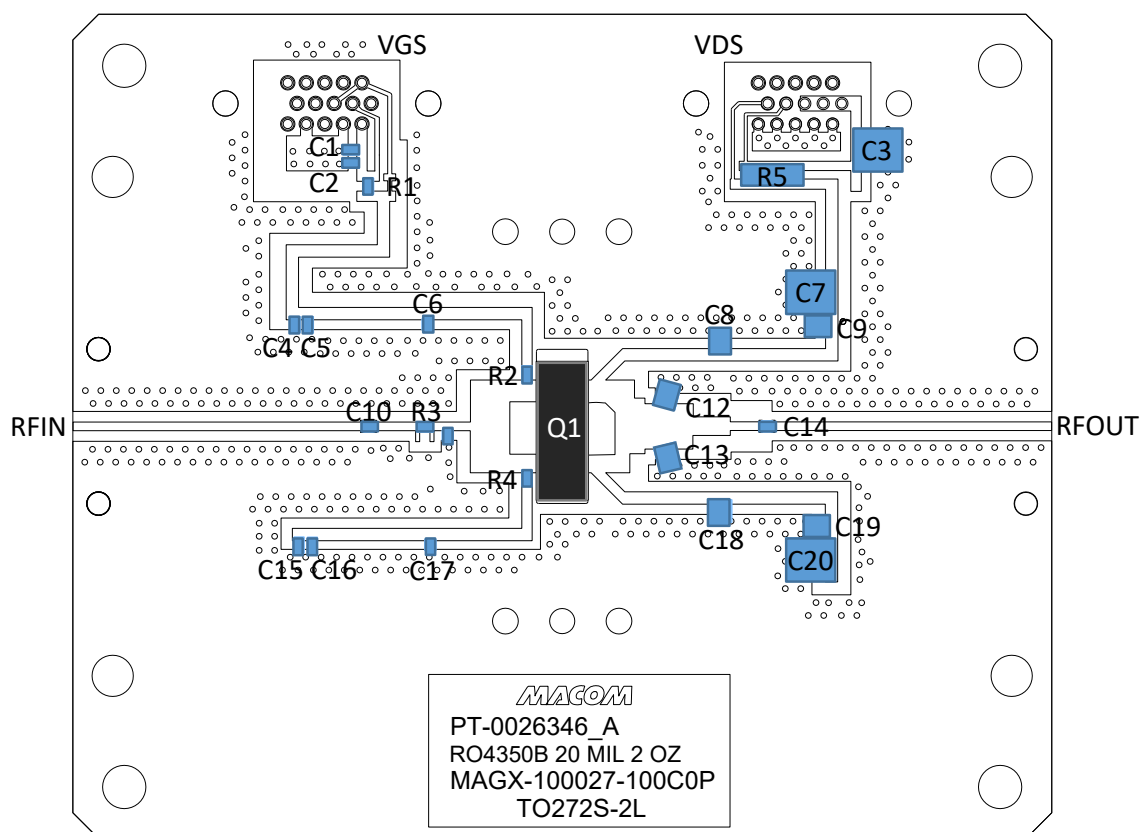 VGS
VDS
C1
C2
R1
C3
R5
C7
C6
C8
C9
C4
C5
R2
C12
RFIN
C10
R3
Q1
C14
RFOUT
C13
R4
C18
C19
C15
C16
C17
C20
MACOM
PT-0026346_A
RO4350B 20 MIL 2 OZ
MAGX-100027-100C0P
TO272S-2L